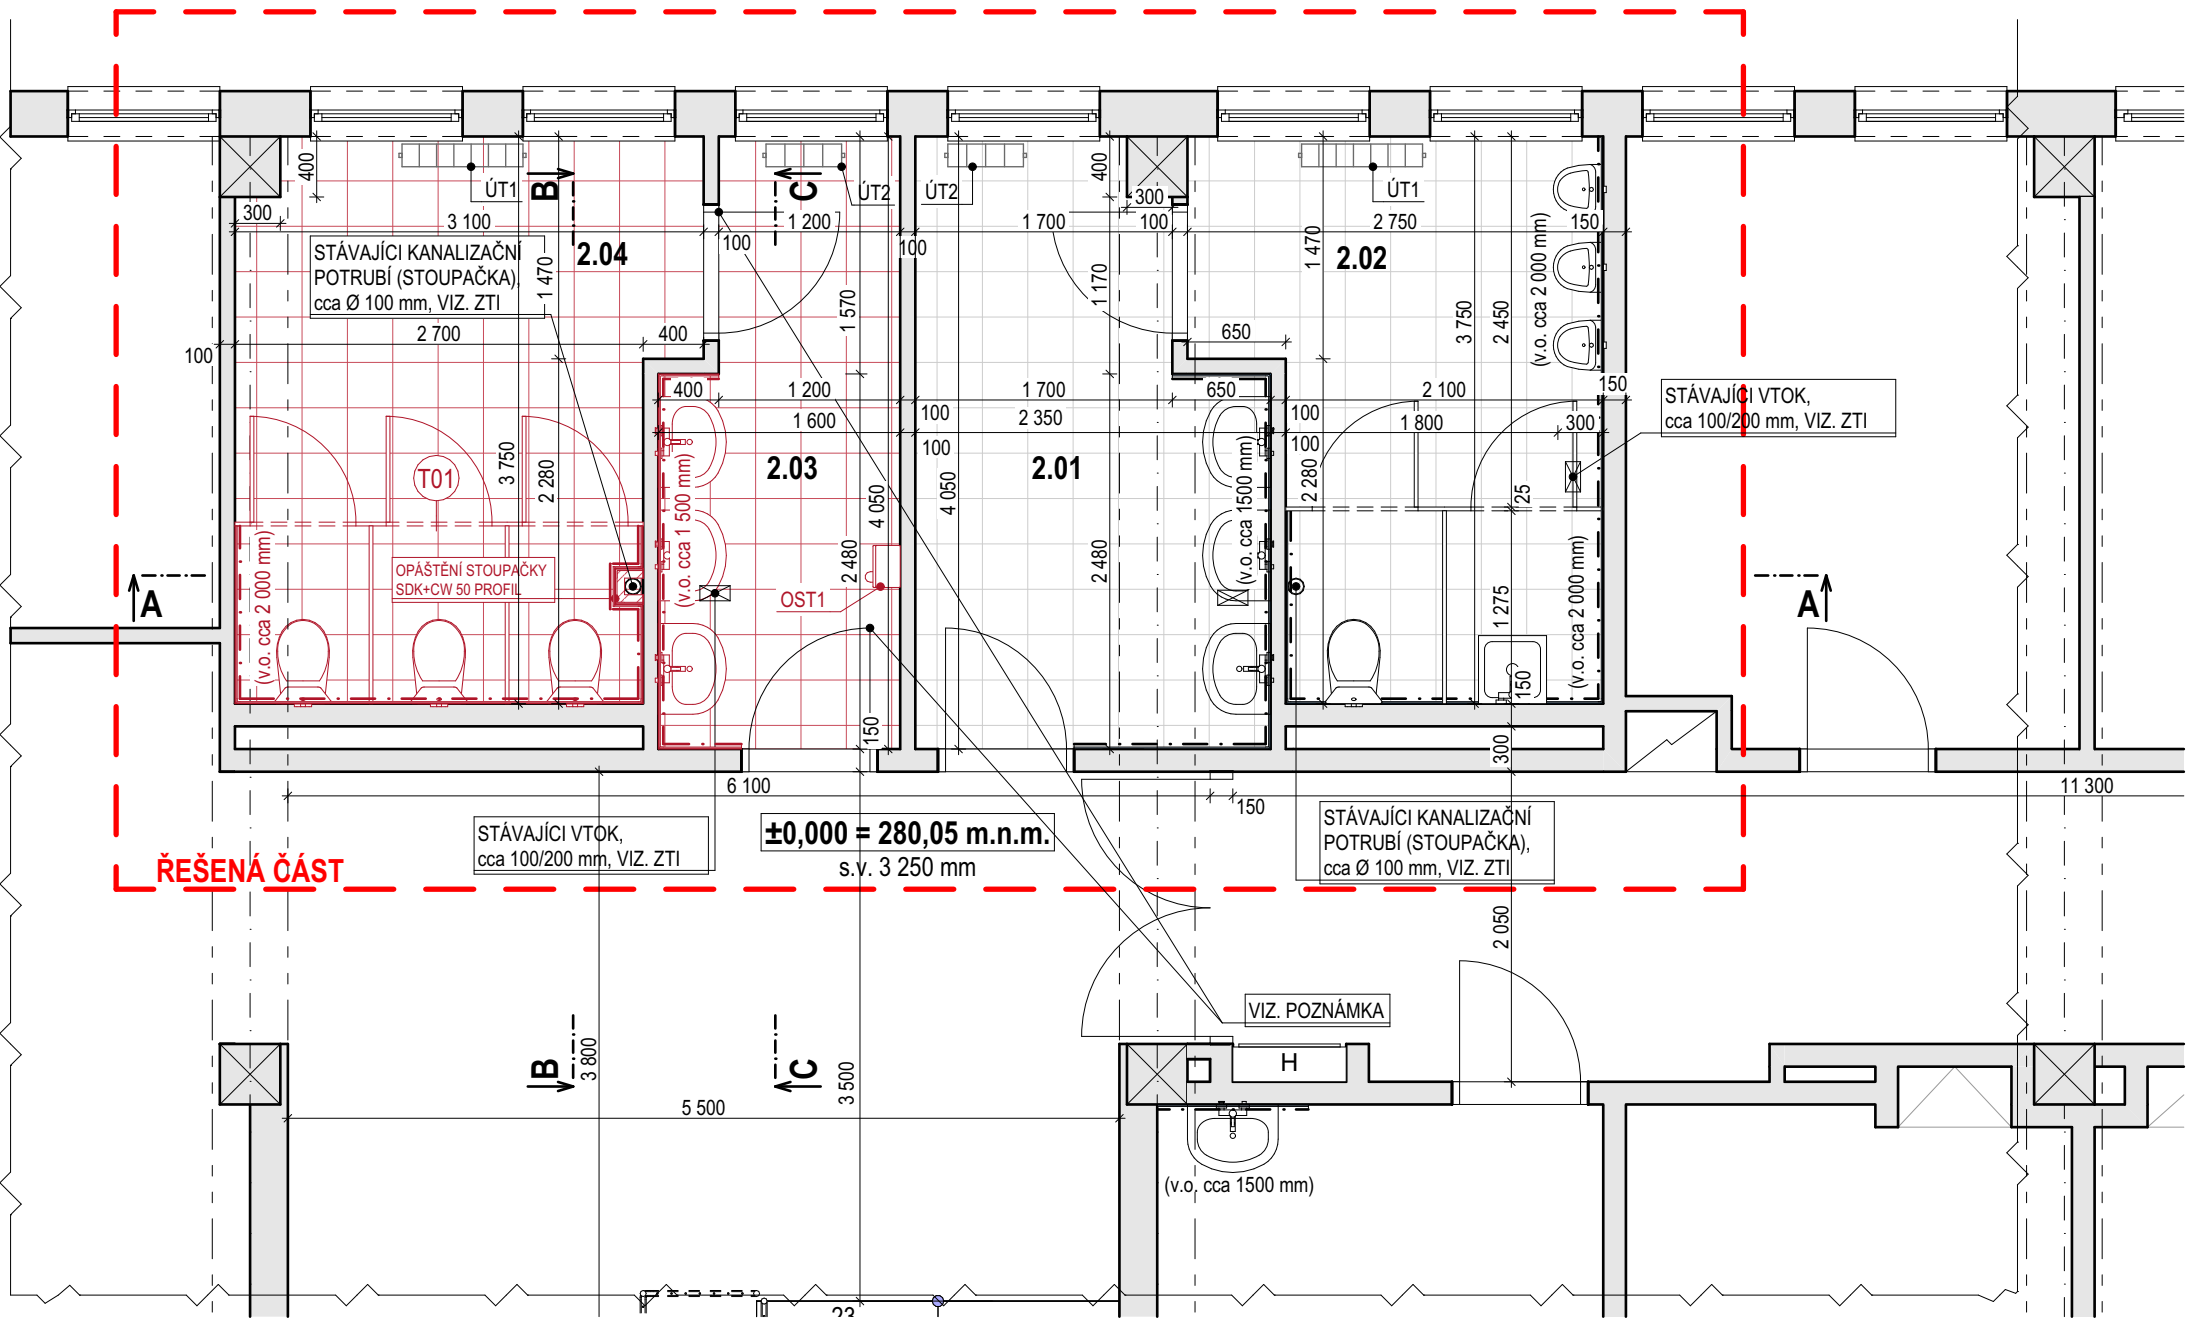 400
ÚT1
B
C
ÚT2
ÚT2
400
300
ÚT1
300
3 100
1 200
100
100
1 700
100
2 750
150
STÁVAJÍCI KANALIZAČNÍ
POTRUBÍ (STOUPAČKA),
cca Ø 100 mm, VIZ. ZTI
1 470
2.04
1 570
1 170
1 470
2.02
(v.o. cca 2 000 mm)
3 750
2 450
100
2 700
400
650
400
1 200
1 700
650
2 100
150
STÁVAJÍCI VTOK,
cca 100/200 mm, VIZ. ZTI
1 600
100
2 350
100
100
100
1 800
300
T01
3 750
2 280
(v.o. cca 1 500 mm)
2.03
4 050
4 050
2.01
(v.o. cca 1500 mm)
2 280
25
(v.o. cca 2 000 mm)
OPÁŠTĚNÍ STOUPAČKY
SDK+CW 50 PROFIL
2 480
2 480
OST1
1 275
(v.o. cca 2 000 mm)
A
A
150
150
300
6 100
150
11 300
STÁVAJÍCI VTOK,
cca 100/200 mm, VIZ. ZTI
±0,000 = 280,05 m.n.m.
s.v. 3 250 mm
STÁVAJÍCI KANALIZAČNÍ
POTRUBÍ (STOUPAČKA),
cca Ø 100 mm, VIZ. ZTI
ŘEŠENÁ ČÁST
2 050
VIZ. POZNÁMKA
B
3 800
C
3 500
H
5 500
(v.o. cca 1500 mm)
23